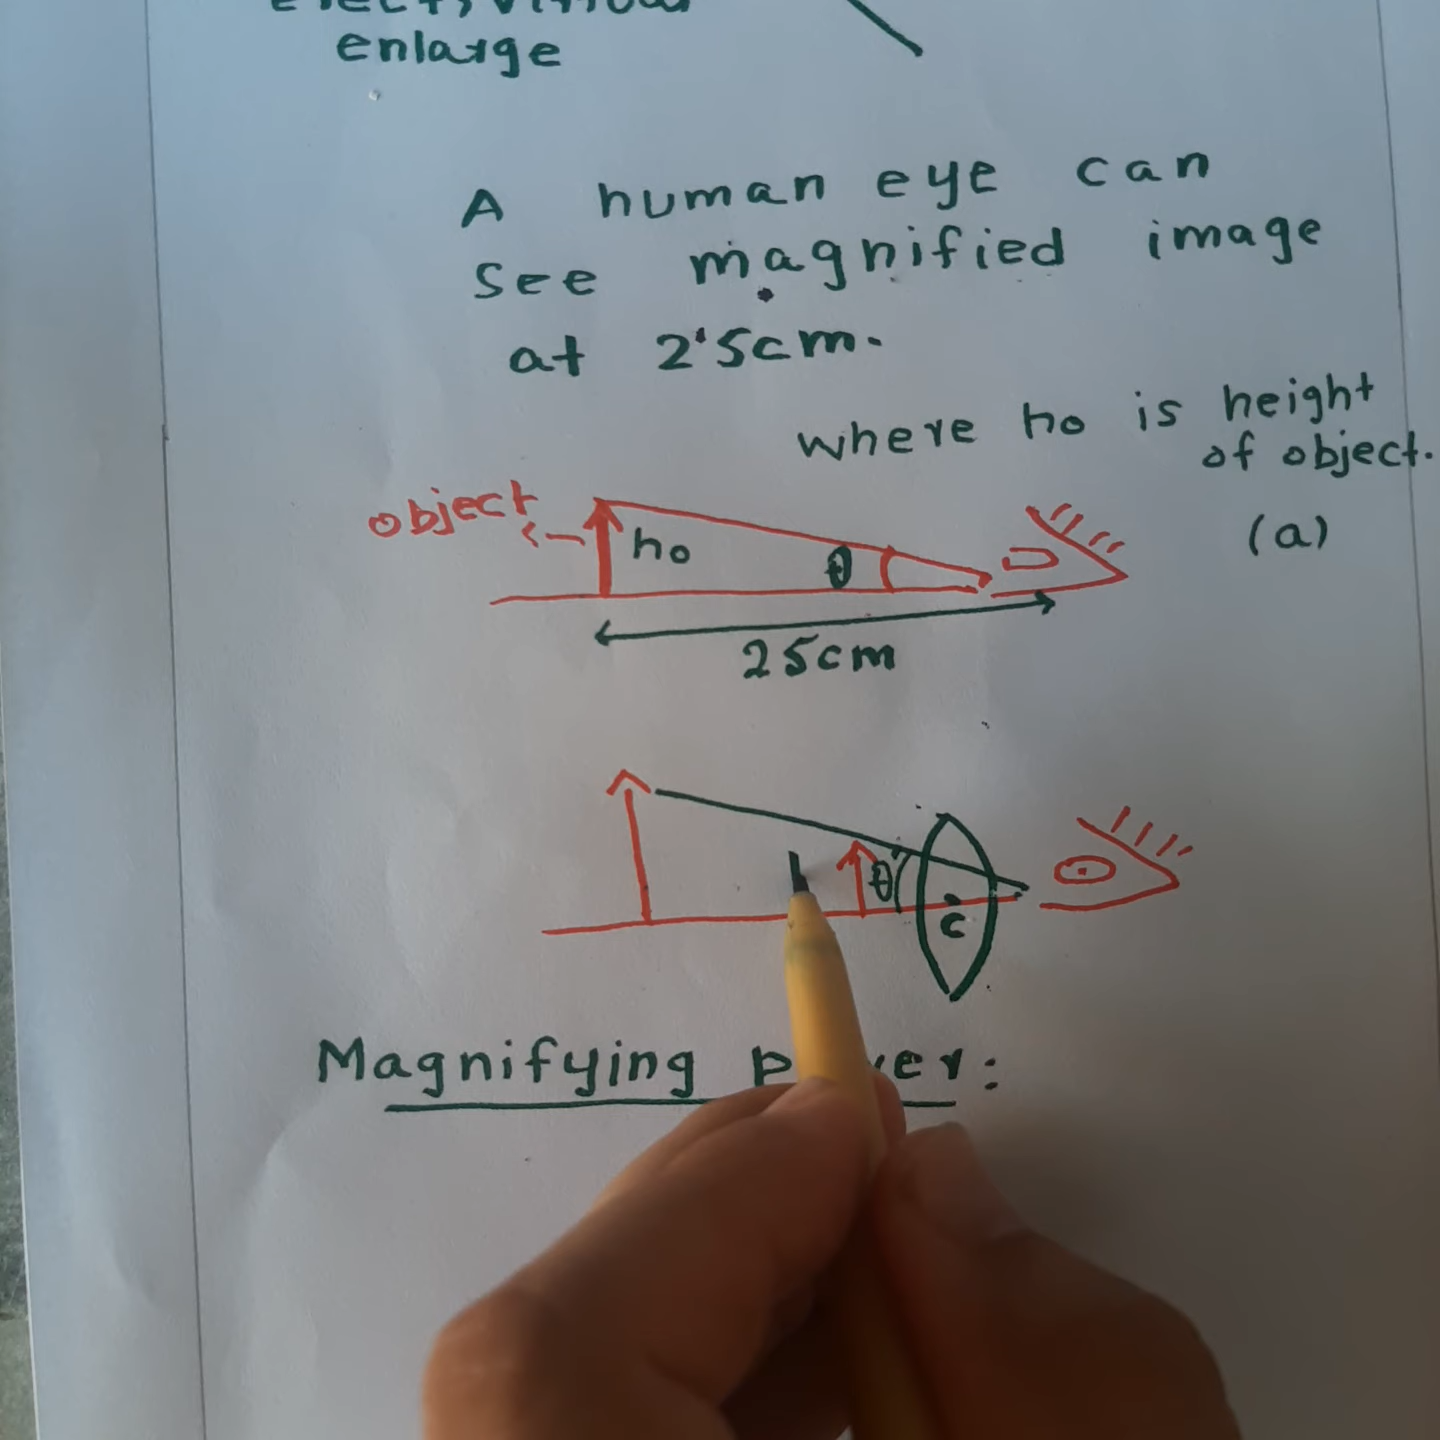 enlarge
A human eye can
see magnified image
at 2.5cm.
where ho is height
of object.
object
ho
θ
(a)
25cm
θ'
c
Magnifying